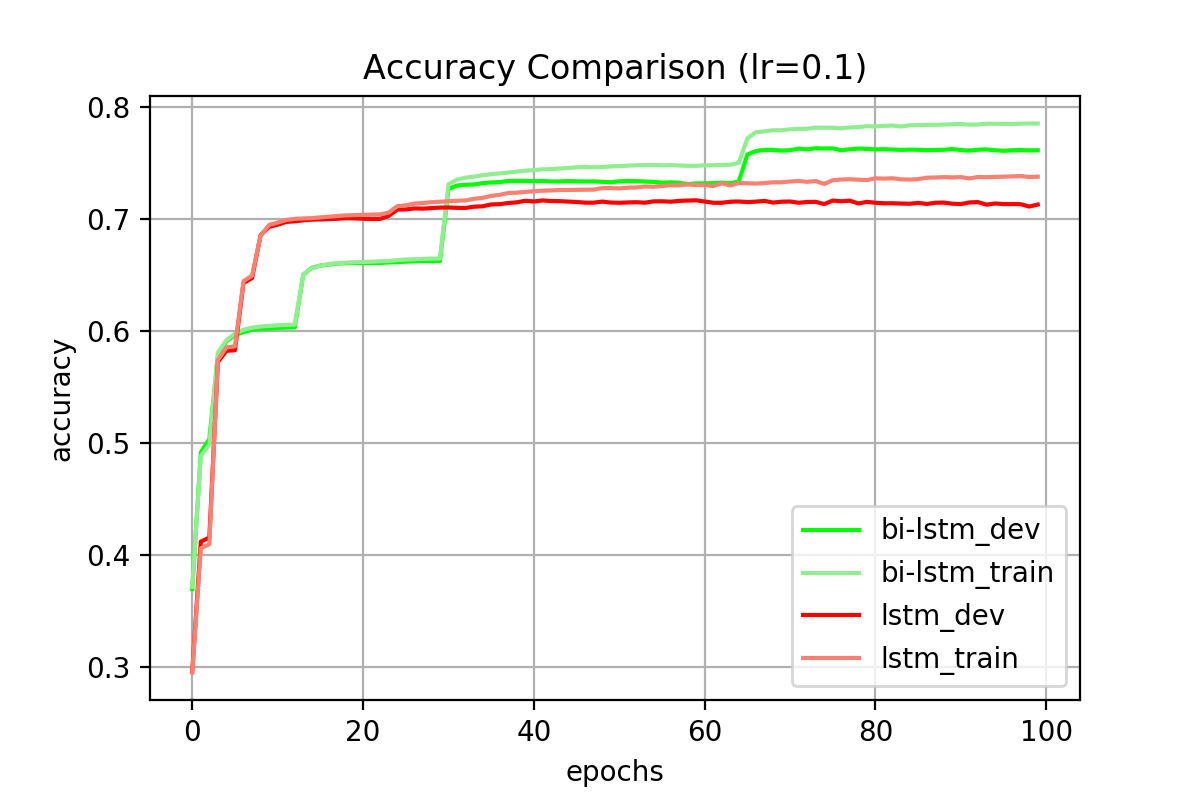 Accuracy Comparison (lr=0.1)
0.8
0.7
0.6
0.5
0.4
0.3
accuracy
0 20 40 60 80 100
epochs
bi-lstm_dev
bi-lstm_train
lstm_dev
lstm_train